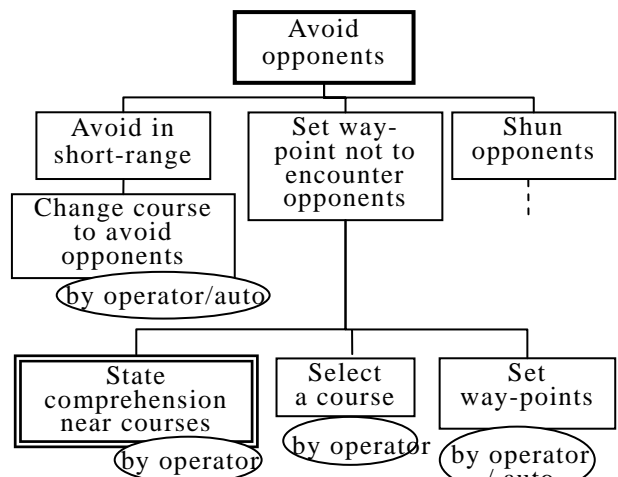 Avoid
opponents
Avoid in
short-range
Set way-
point not to
encounter
opponents
Shun
opponents
Change course
to avoid
opponents
by operator/auto
State
comprehension
near courses
by operator
Select
a course
by operator
Set
way-points
by operator
/ auto